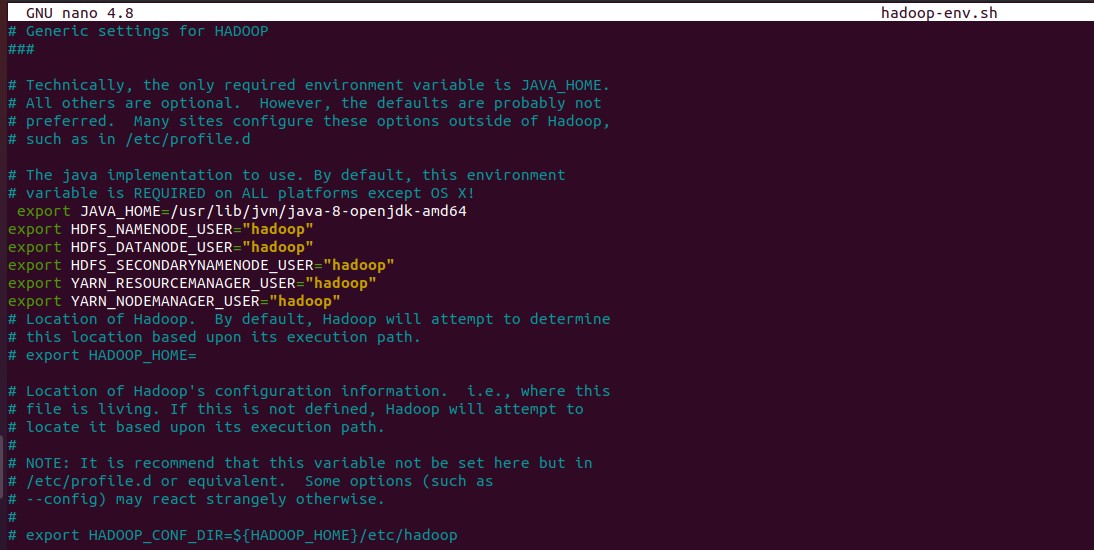 GNU nano 4.8 hadoop-env.sh
# Generic settings for HADOOP
###
# Technically, the only required environment variable is JAVA_HOME.
# All others are optional.  However, the defaults are probably not
# preferred.  Many sites configure these options outside of Hadoop,
# such as in /etc/profile.d
# The java implementation to use. By default, this environment
# variable is REQUIRED on ALL platforms except OS X!
 export JAVA_HOME=/usr/lib/jvm/java-8-openjdk-amd64
export HDFS_NAMENODE_USER="hadoop"
export HDFS_DATANODE_USER="hadoop"
export HDFS_SECONDARYNAMENODE_USER="hadoop"
export YARN_RESOURCEMANAGER_USER="hadoop"
export YARN_NODEMANAGER_USER="hadoop"
# Location of Hadoop.  By default, Hadoop will attempt to determine
# this location based upon its execution path.
# export HADOOP_HOME=
# Location of Hadoop's configuration information.  i.e., where this
# file is living. If this is not defined, Hadoop will attempt to
# locate it based upon its execution path.
#
# NOTE: It is recommend that this variable not be set here but in
# /etc/profile.d or equivalent.  Some options (such as
# --config) may react strangely otherwise.
#
# export HADOOP_CONF_DIR=${HADOOP_HOME}/etc/hadoop